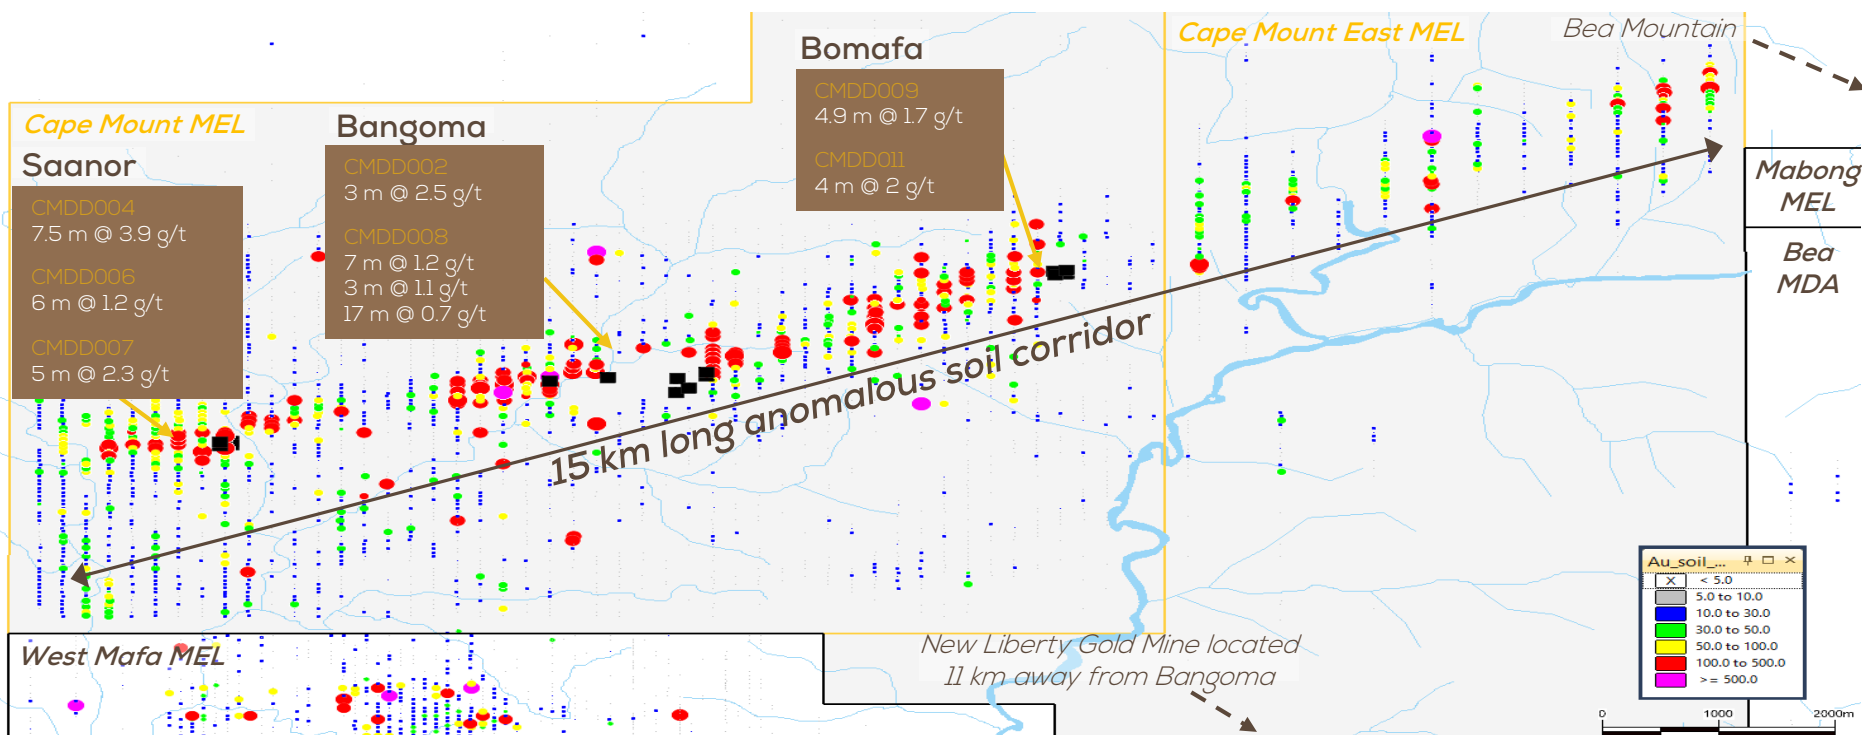 Cape Mount East MEL
Bea Mountain
Bomafa
CMDD009
4.9 m @ 1.7 g/t
CMDD011
4 m @ 2 g/t
Cape Mount MEL
Bangoma
CMDD002
3 m @ 2.5 g/t
CMDD008
7 m @ 1.2 g/t
3 m @ 1.1 g/t
17 m @ 0.7 g/t
Saanor
CMDD004
7.5 m @ 3.9 g/t
CMDD006
6 m @ 1.2 g/t
CMDD007
5 m @ 2.3 g/t
Mabong
MEL
Bea
MDA
15 km long anomalous soil corridor
West Mafa MEL
New Liberty Gold Mine located
11 km away from Bangoma
Au_soil_...
X < 5.0
5.0 to 10.0
10.0 to 30.0
30.0 to 50.0
50.0 to 100.0
100.0 to 500.0
>= 500.0
0 1000 2000m